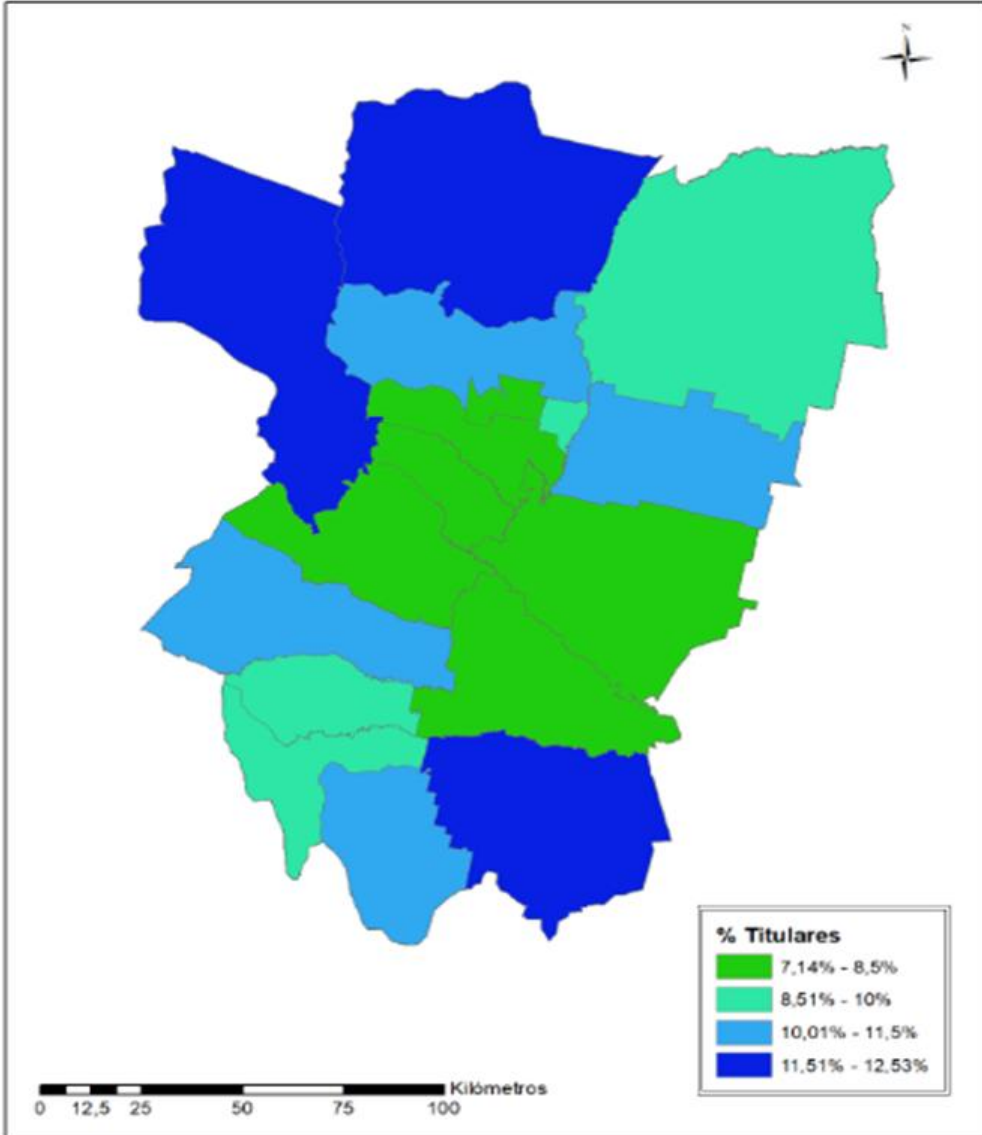 N
% Titulares
7,14% - 8,5%
8,51% - 10%
10,01% - 11,5%
11,51% - 12,53%
Kilómetros
0 12,5 25 50 75 100